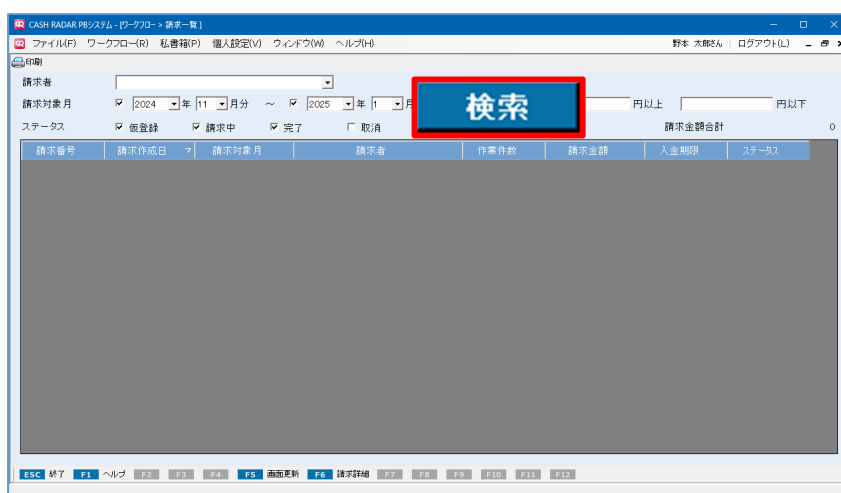 CASH RADAR PBシステム - [ワークフロー > 請求一覧]
ファイル(F) ワークフロー(R) 私書箱(P) 個人設定(V) ウィンドウ(W) ヘルプ(H) 野本 太郎さん | ログアウト(L)
印刷
請求者
請求対象月 2024 年 11 月分 ～ 2025 年 1 月 検索 円以上 円以下
ステータス 仮登録 請求中 完了 取消 請求金額合計 0
請求番号 請求作成日 請求対象月 請求者 作業件数 請求金額 入金期限 ステータス
ESC 終了 F1 ヘルプ F2 F3 F4 F5 画面更新 F6 請求詳細 F7 F8 F9 F10 F11 F12